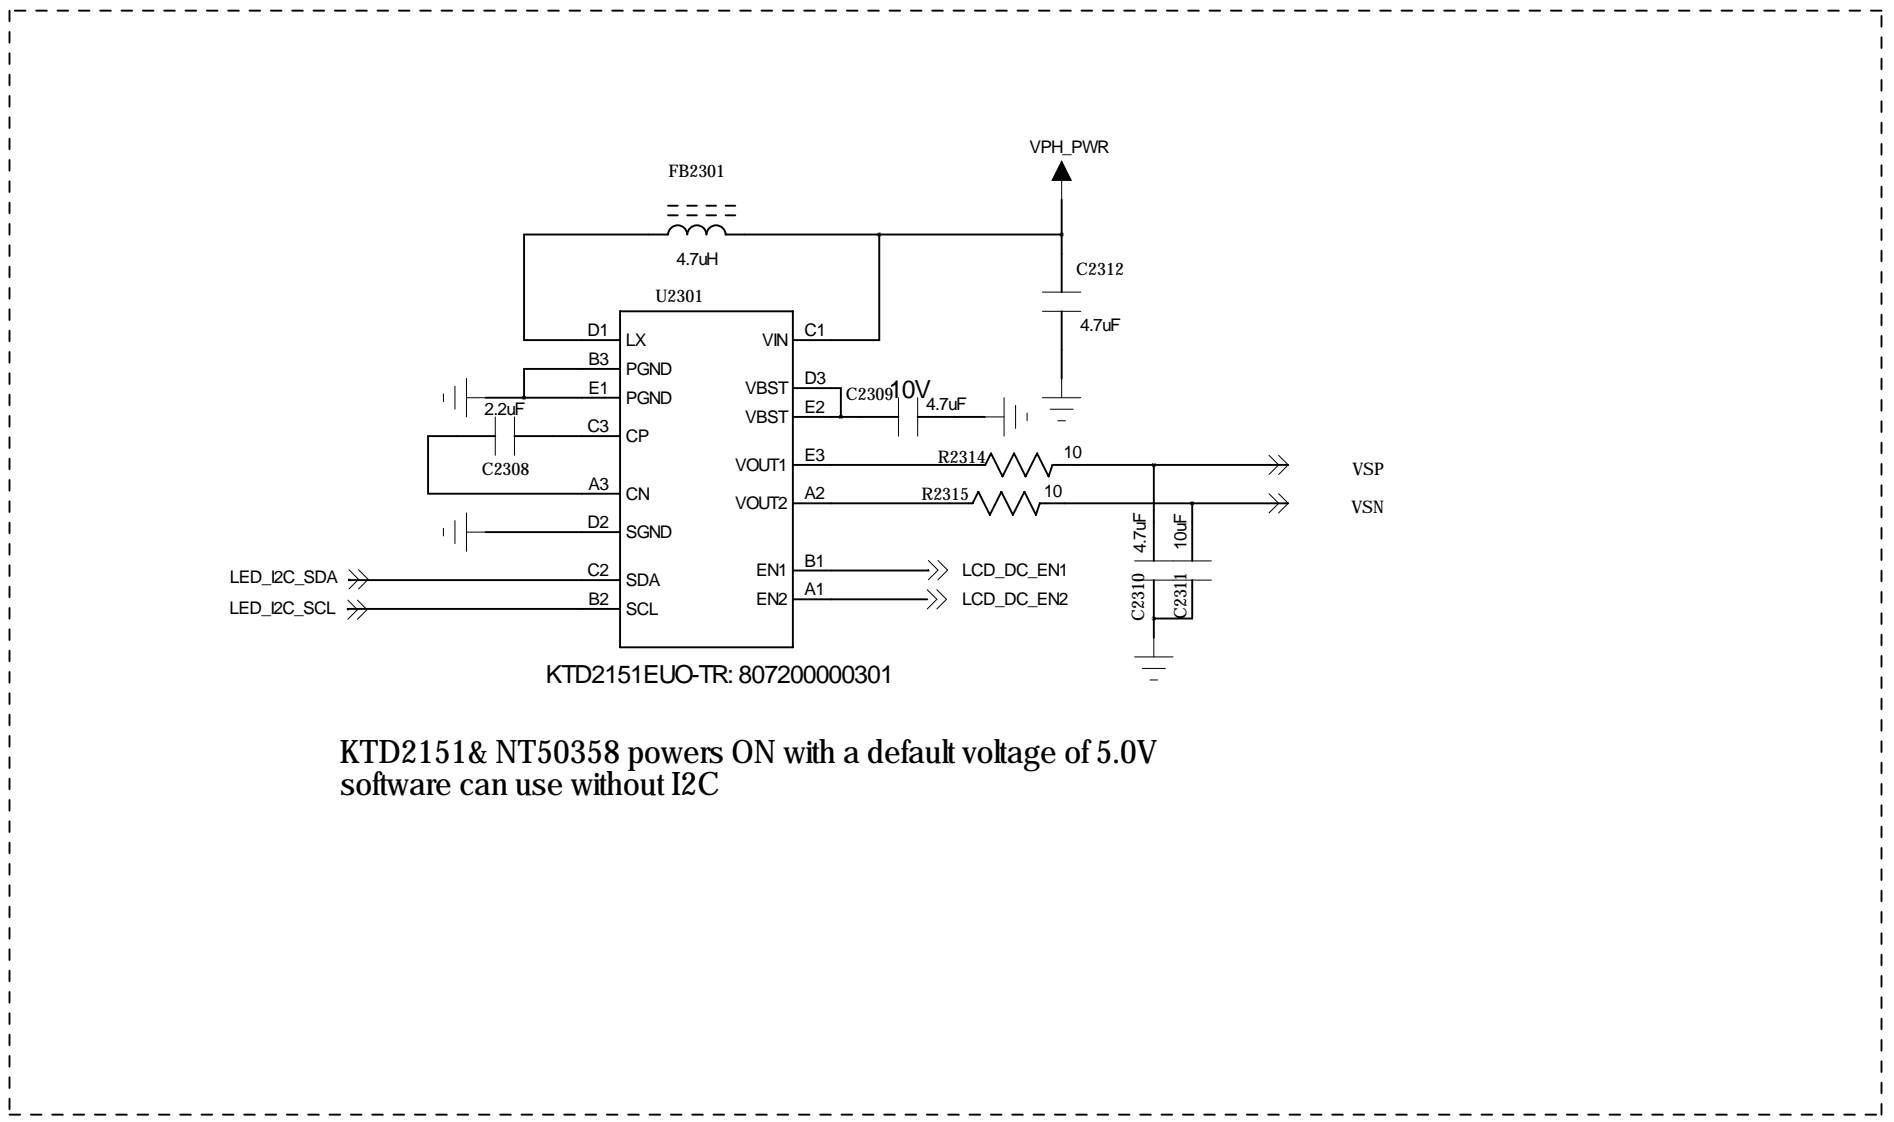 VPH_PWR
FB2301
4.7uH
C2312
4.7uF
U2301
D1 LX
VIN C1
B3 PGND
E1 PGND
VBST D3
VBST E2
C2309 10V
4.7uF
2.2uF
C2308
C3 CP
A3 CN
VOUT1 E3
R2314 10
VSP
VOUT2 A2
R2315 10
VSN
D2 SGND
4.7uF
10uF
C2310
C2311
LED_I2C_SDA C2 SDA
LED_I2C_SCL B2 SCL
EN1 B1 LCD_DC_EN1
EN2 A1 LCD_DC_EN2
KTD2151EUO-TR: 807200000301
KTD2151& NT50358 powers ON with a default voltage of 5.0V
software can use without I2C